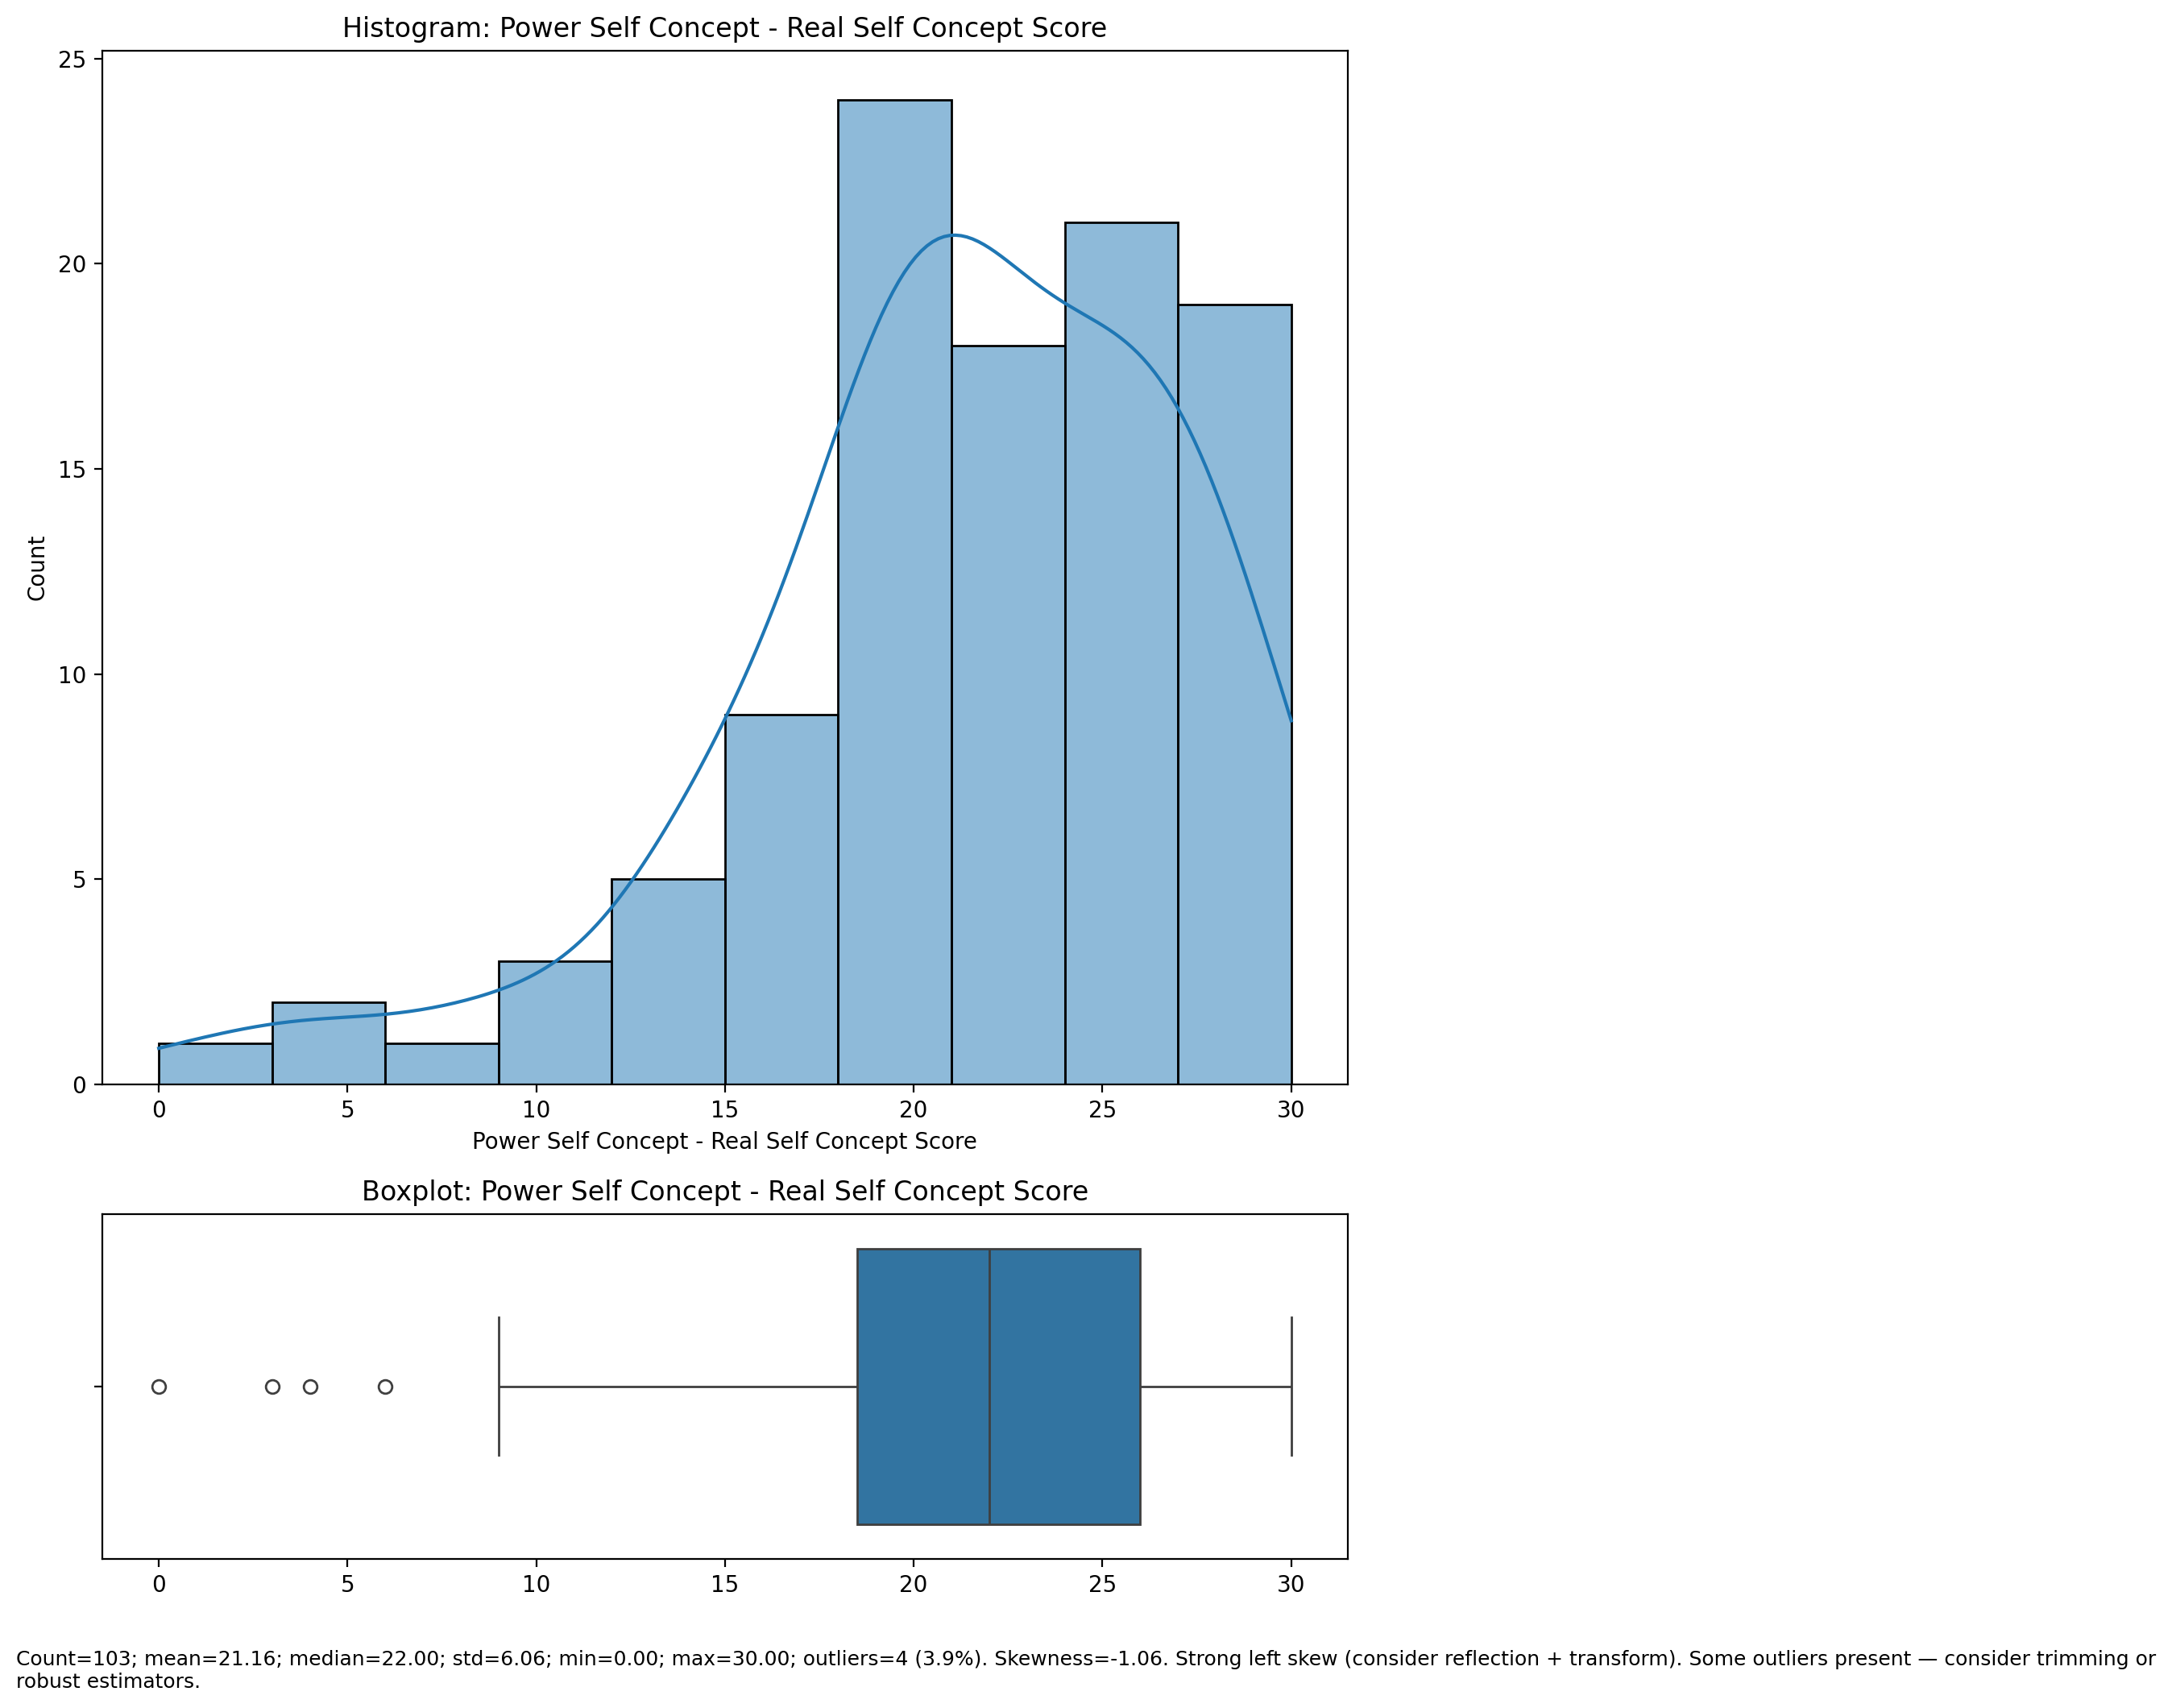 Histogram: Power Self Concept - Real Self Concept Score
25
20
15
10
5
0
Count
0 5 10 15 20 25 30
Power Self Concept - Real Self Concept Score
Boxplot: Power Self Concept - Real Self Concept Score
0 5 10 15 20 25 30
Count=103; mean=21.16; median=22.00; std=6.06; min=0.00; max=30.00; outliers=4 (3.9%). Skewness=-1.06. Strong left skew (consider reflection + transform). Some outliers present — consider trimming or
robust estimators.